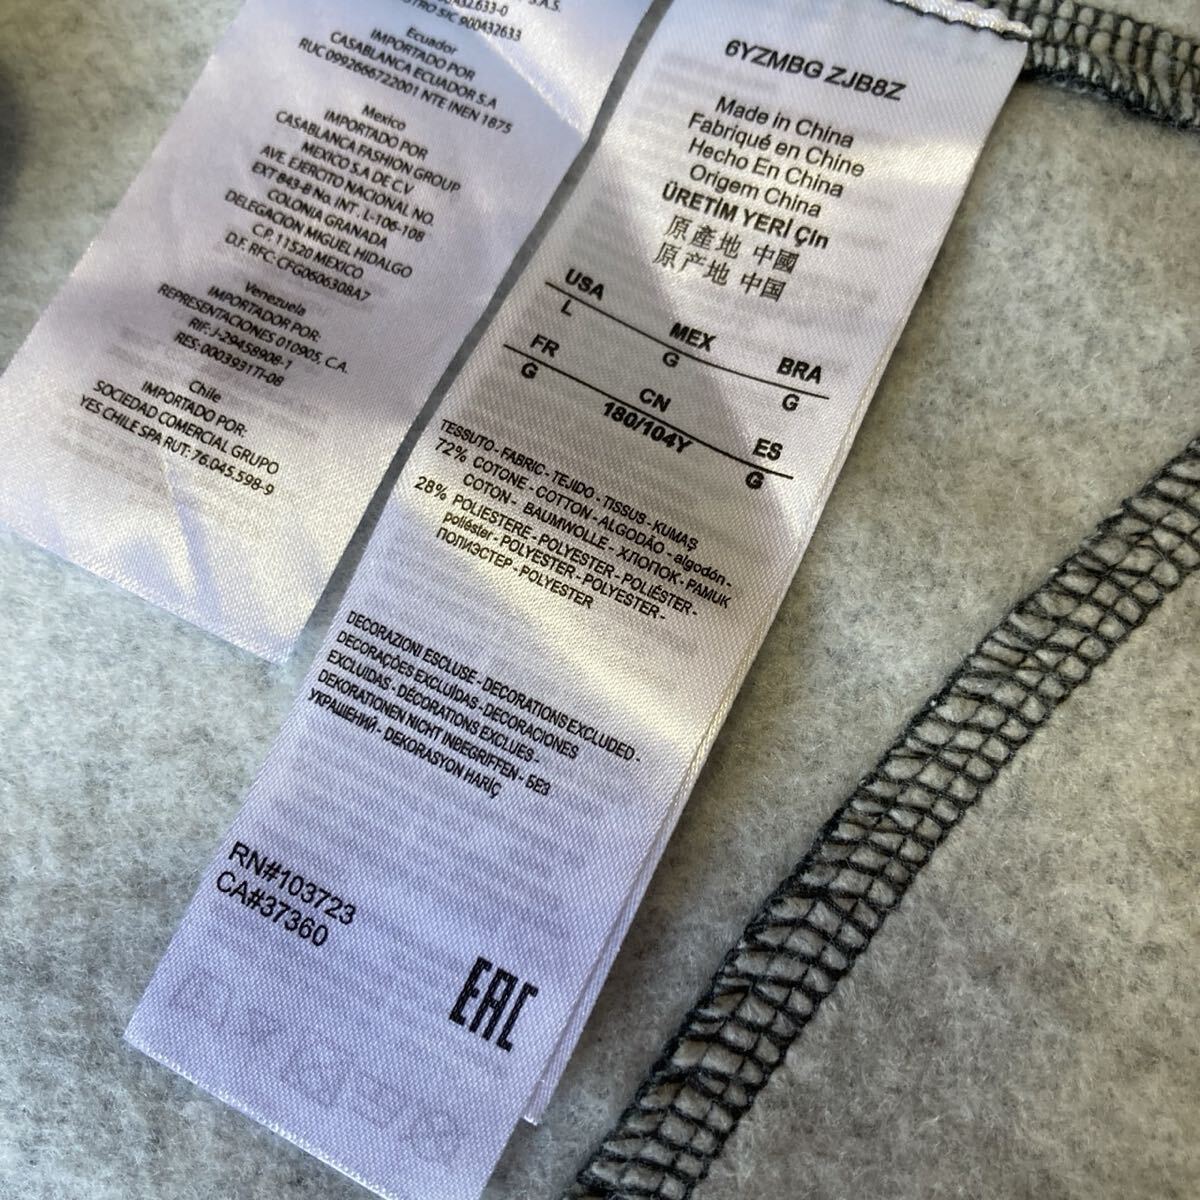 S.A.S.
SIC 900432633
Ecuador
IMPORTADO POR
CASABLANCA ECUADOR S.A
RUC 0992666722001 NTE INEN 1875
Mexico
IMPORTADO POR
CASABLANCA FASHION GROUP
MEXICO S.A DE C.V
AVE. EJERCITO NACIONAL NO.
EXT 843-B No. INT . L-106-108
COLONIA GRANADA
DELEGACION MIGUEL HIDALGO
C.P. 11520 MEXICO
D.F. RFC: CFG060630BA7
Venezuela
IMPORTADOR POR:
REPRESENTACIONES 010905, C.A.
RIF: J-29458908-1
RES: 0003931TI-08
Chile
IMPORTADO POR:
SOCIEDAD COMERCIAL GRUPO
YES CHILE SPA RUT: 76.045.598-9
6YZMBG ZJB8Z
Made in China
Fabriqué en Chine
Hecho En China
Origem China
ÜRETİM YERİ Çin
原產地 中國
原产地 中国
USA MEX BRA
L G G
FR CN ES
G 180/104Y G
TESSUTO - FABRIC - TEJIDO - TISSUS - KUMAŞ
72% COTONE - COTTON - ALGODÃO - algodón -
COTON - BAUMWOLLE - ХЛОПОК - PAMUK
28% POLIESTERE - POLYESTER - POLIÉSTER -
poliéster - POLYESTER - POLYESTER -
ПОЛИЭСТЕР - POLYESTER
DECORAZIONI ESCLUSE - DECORATIONS EXCLUDED -
DECORAÇÕES EXCLUÍDAS - DECORACIONES
EXCLUIDAS - DÉCORATIONS EXCLUES -
DEKORATIONEN NICHT INBEGRIFFEN - БЕЗ
УКРАШЕНИЙ - DEKORASYON HARİÇ
RN#103723
CA#37360
EAC